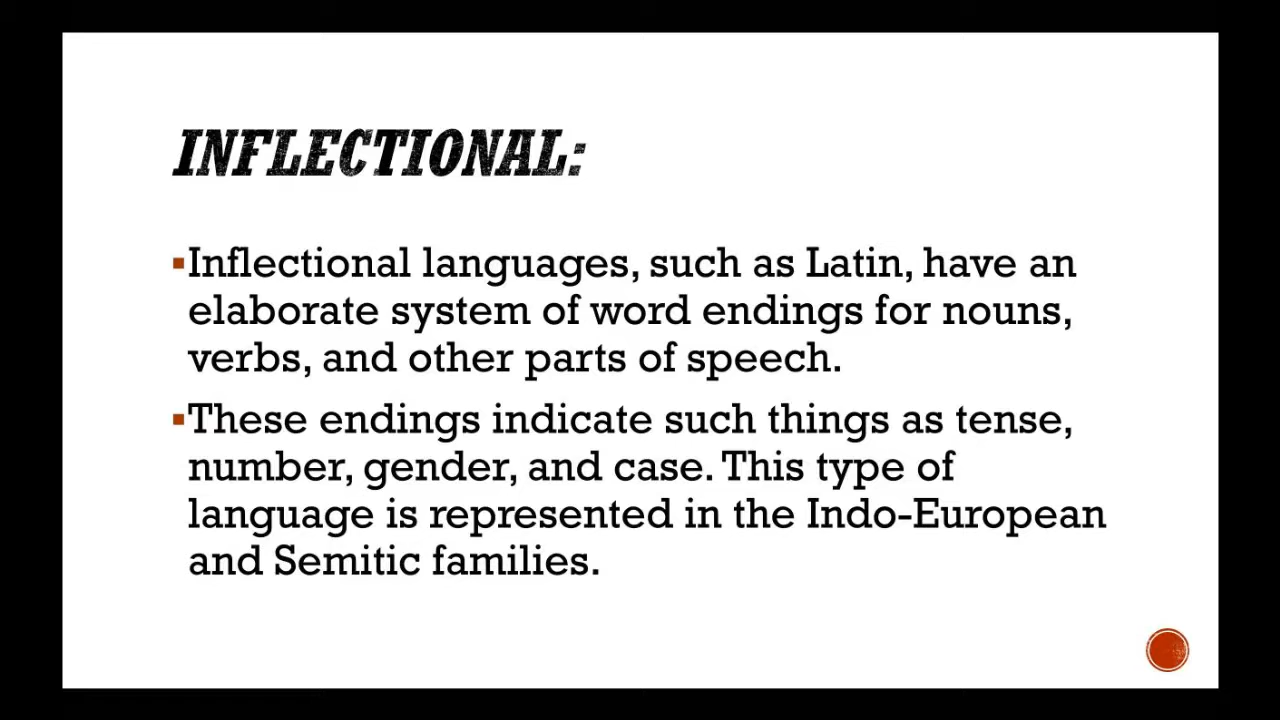 INFLECTIONAL:
▪Inflectional languages, such as Latin, have an
elaborate system of word endings for nouns,
verbs, and other parts of speech.
▪These endings indicate such things as tense,
number, gender, and case. This type of
language is represented in the Indo-European
and Semitic families.